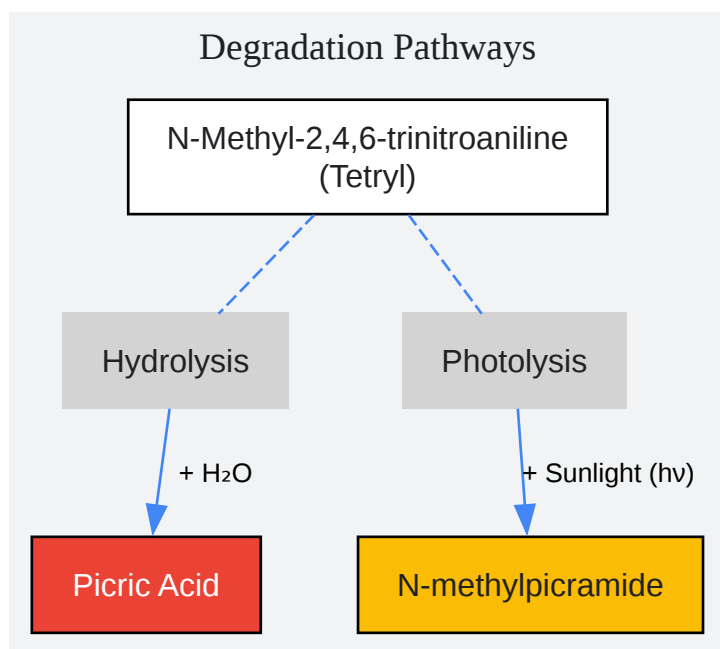 Degradation Pathways
N-Methyl-2,4,6-trinitroaniline
(Tetryl)
Hydrolysis
Photolysis
+ H₂O
+ Sunlight (hν)
Picric Acid
N-methylpicramide